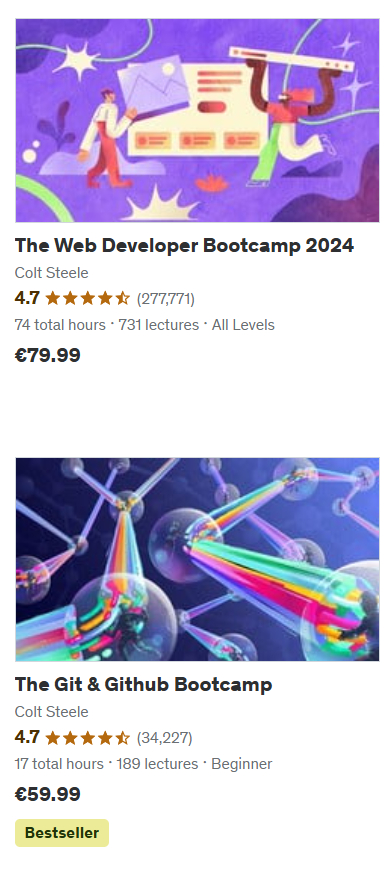 The Web Developer Bootcamp 2024
Colt Steele
4.7 (277,771)
74 total hours · 731 lectures · All Levels
€79.99
The Git & Github Bootcamp
Colt Steele
4.7 (34,227)
17 total hours · 189 lectures · Beginner
€59.99
Bestseller